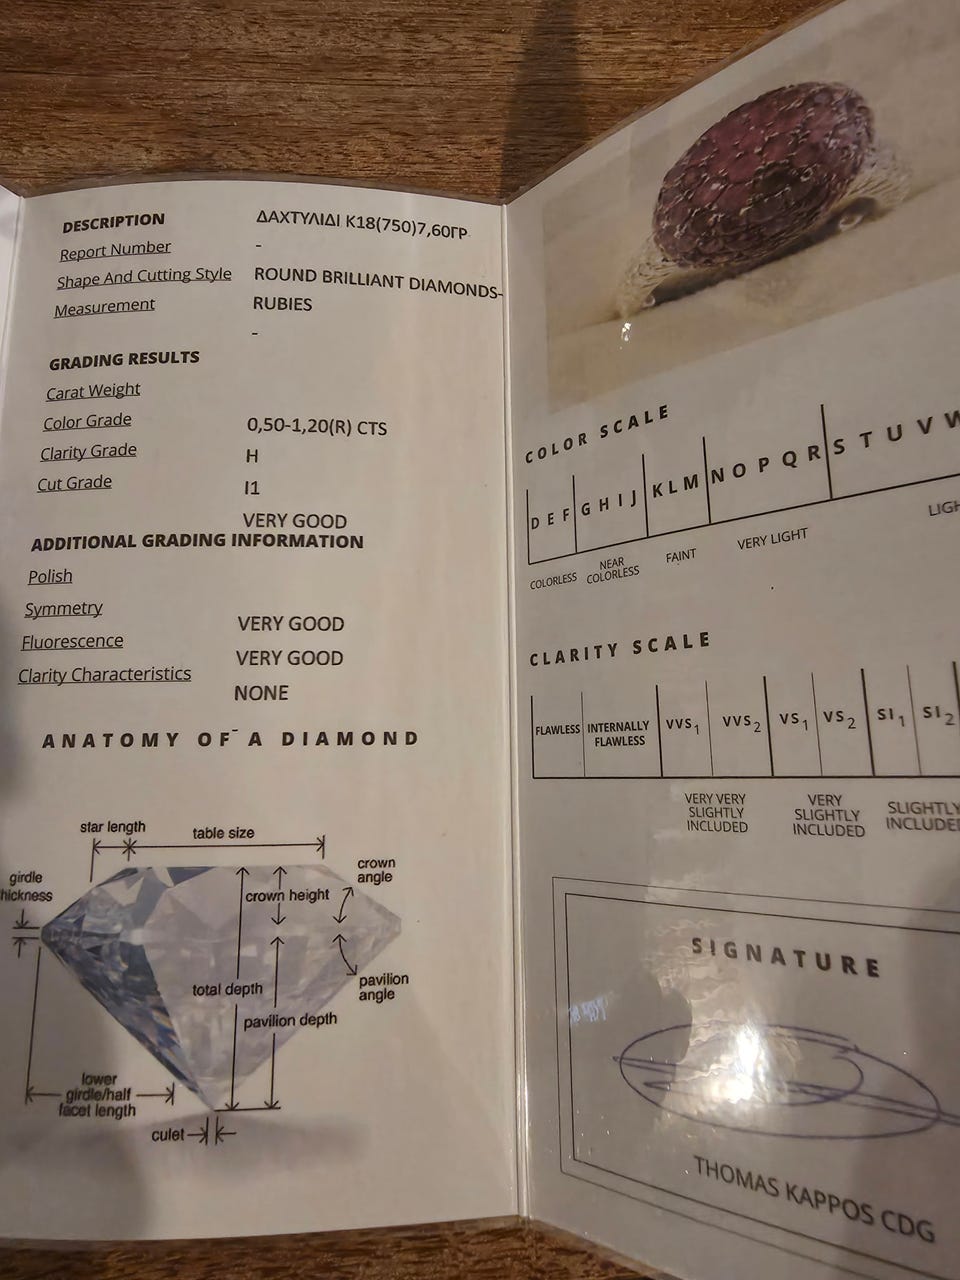 DESCRIPTION
ΔΑΧΤΥΛΙΔΙ Κ18(750)7,60ΓΡ
Report Number
-
Shape And Cutting Style
ROUND BRILLIANT DIAMONDS-
Measurement
RUBIES
-
GRADING RESULTS
Carat Weight
Color Grade
0,50-1,20(R) CTS
Clarity Grade
H
Cut Grade
I1
VERY GOOD
ADDITIONAL GRADING INFORMATION
Polish
Symmetry
VERY GOOD
Fluorescence
VERY GOOD
Clarity Characteristics
NONE
-
ANATOMY OF A DIAMOND
star length
table size
girdle
hickness
crown
angle
crown height
total depth
pavilion
angle
pavilion depth
lower
girdle/half
facet length
culet
COLOR SCALE
D E F G H I J K L M N O P Q R S T U V W
COLORLESS
NEAR
COLORLESS
FAINT
VERY LIGHT
LIGH
CLARITY SCALE
FLAWLESS
INTERNALLY
FLAWLESS
VVS1
VVS2
VS1
VS2
SI1
SI2
VERY VERY
SLIGHTLY
INCLUDED
VERY
SLIGHTLY
INCLUDED
SLIGHTLY
INCLUDED
SIGNATURE
THOMAS KAPPOS CDG